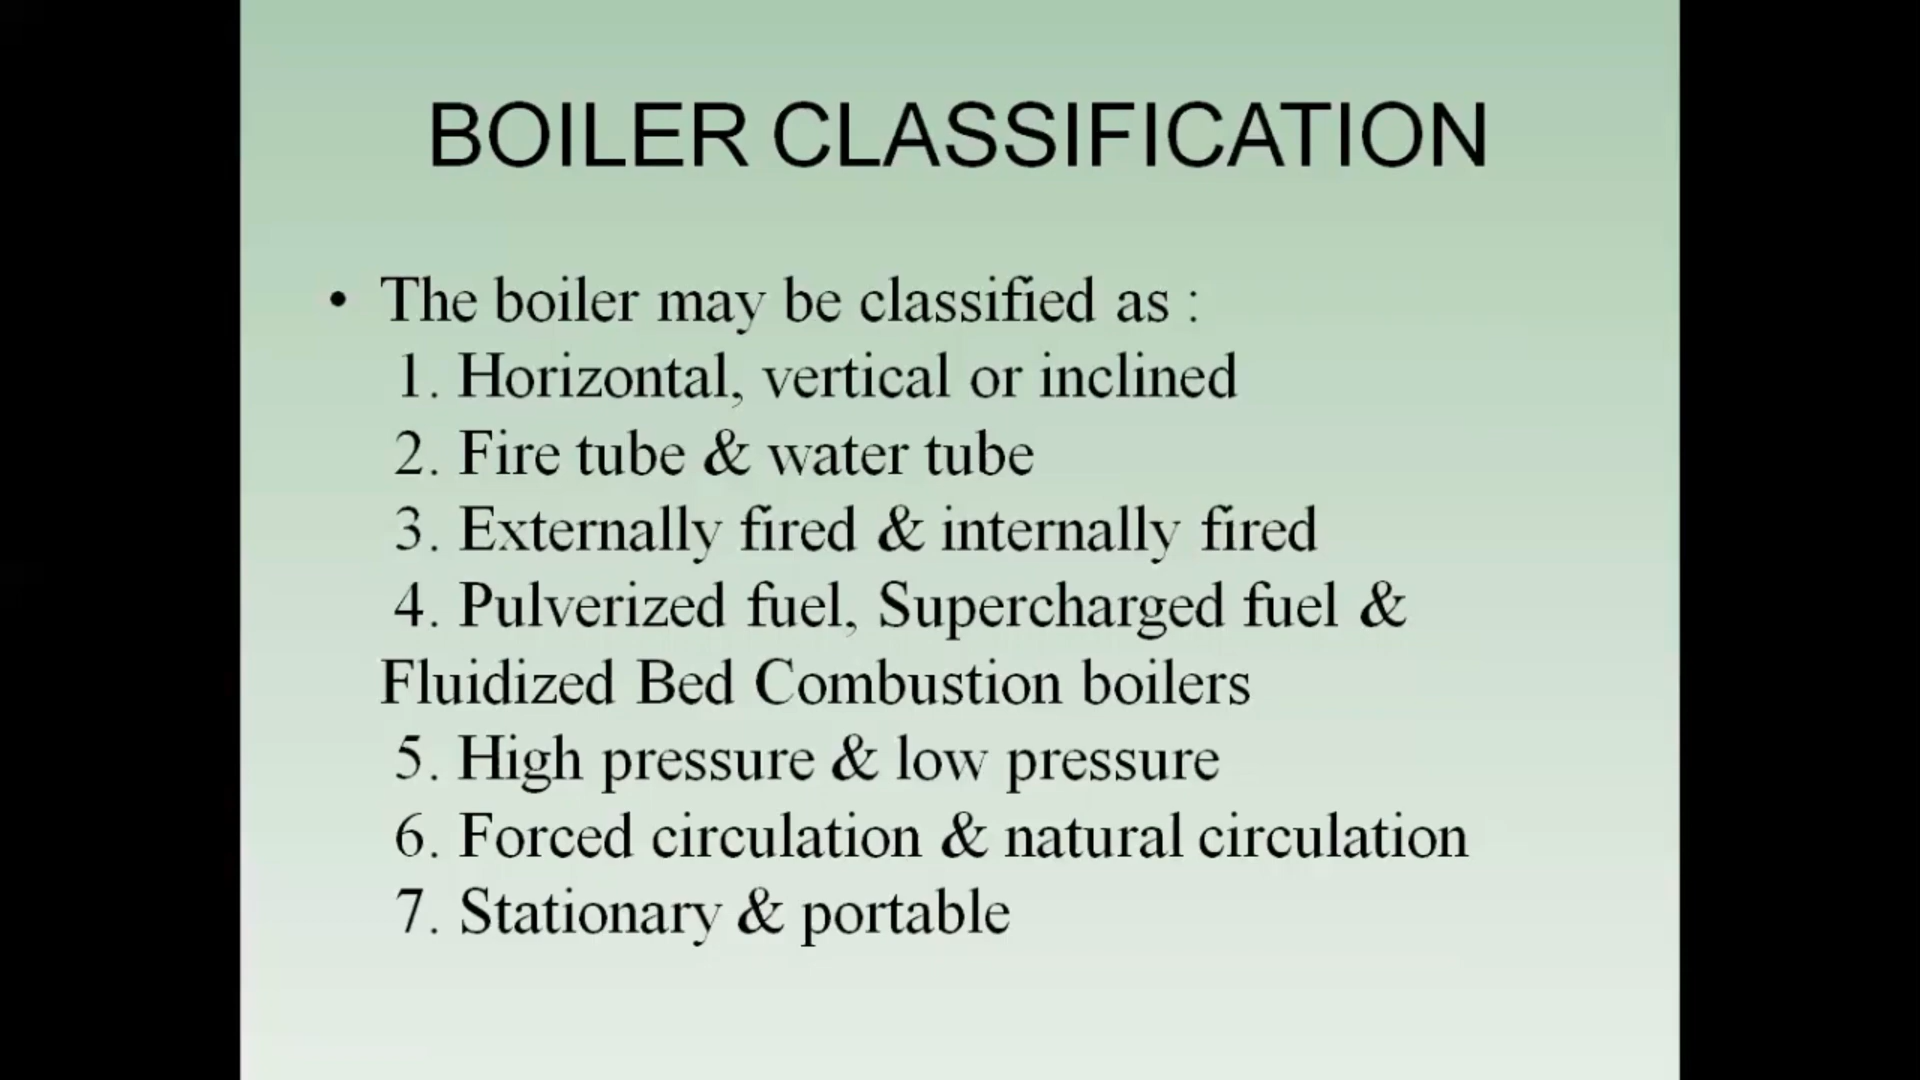 BOILER CLASSIFICATION
• The boiler may be classified as :
1. Horizontal, vertical or inclined
2. Fire tube & water tube
3. Externally fired & internally fired
4. Pulverized fuel, Supercharged fuel &
Fluidized Bed Combustion boilers
5. High pressure & low pressure
6. Forced circulation & natural circulation
7. Stationary & portable